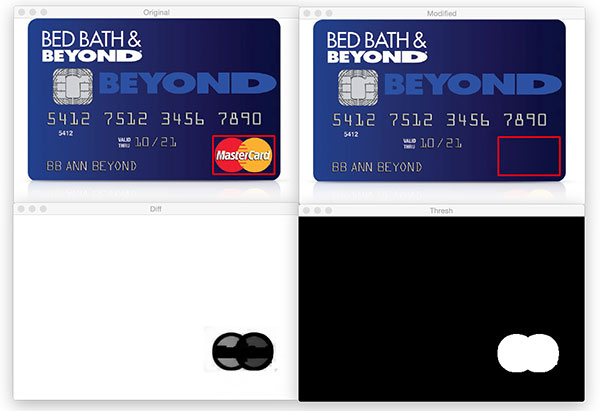 Original
BED BATH &
BEYOND
BEYOND
5412 7512 3456 7890
5412
VALID
THRU
10/21
MasterCard
BB ANN BEYOND
Modified
BED BATH &
BEYOND
BEYOND
5412 7512 3456 7890
5412
VALID
THRU
10/21
BB ANN BEYOND
Diff
Thresh